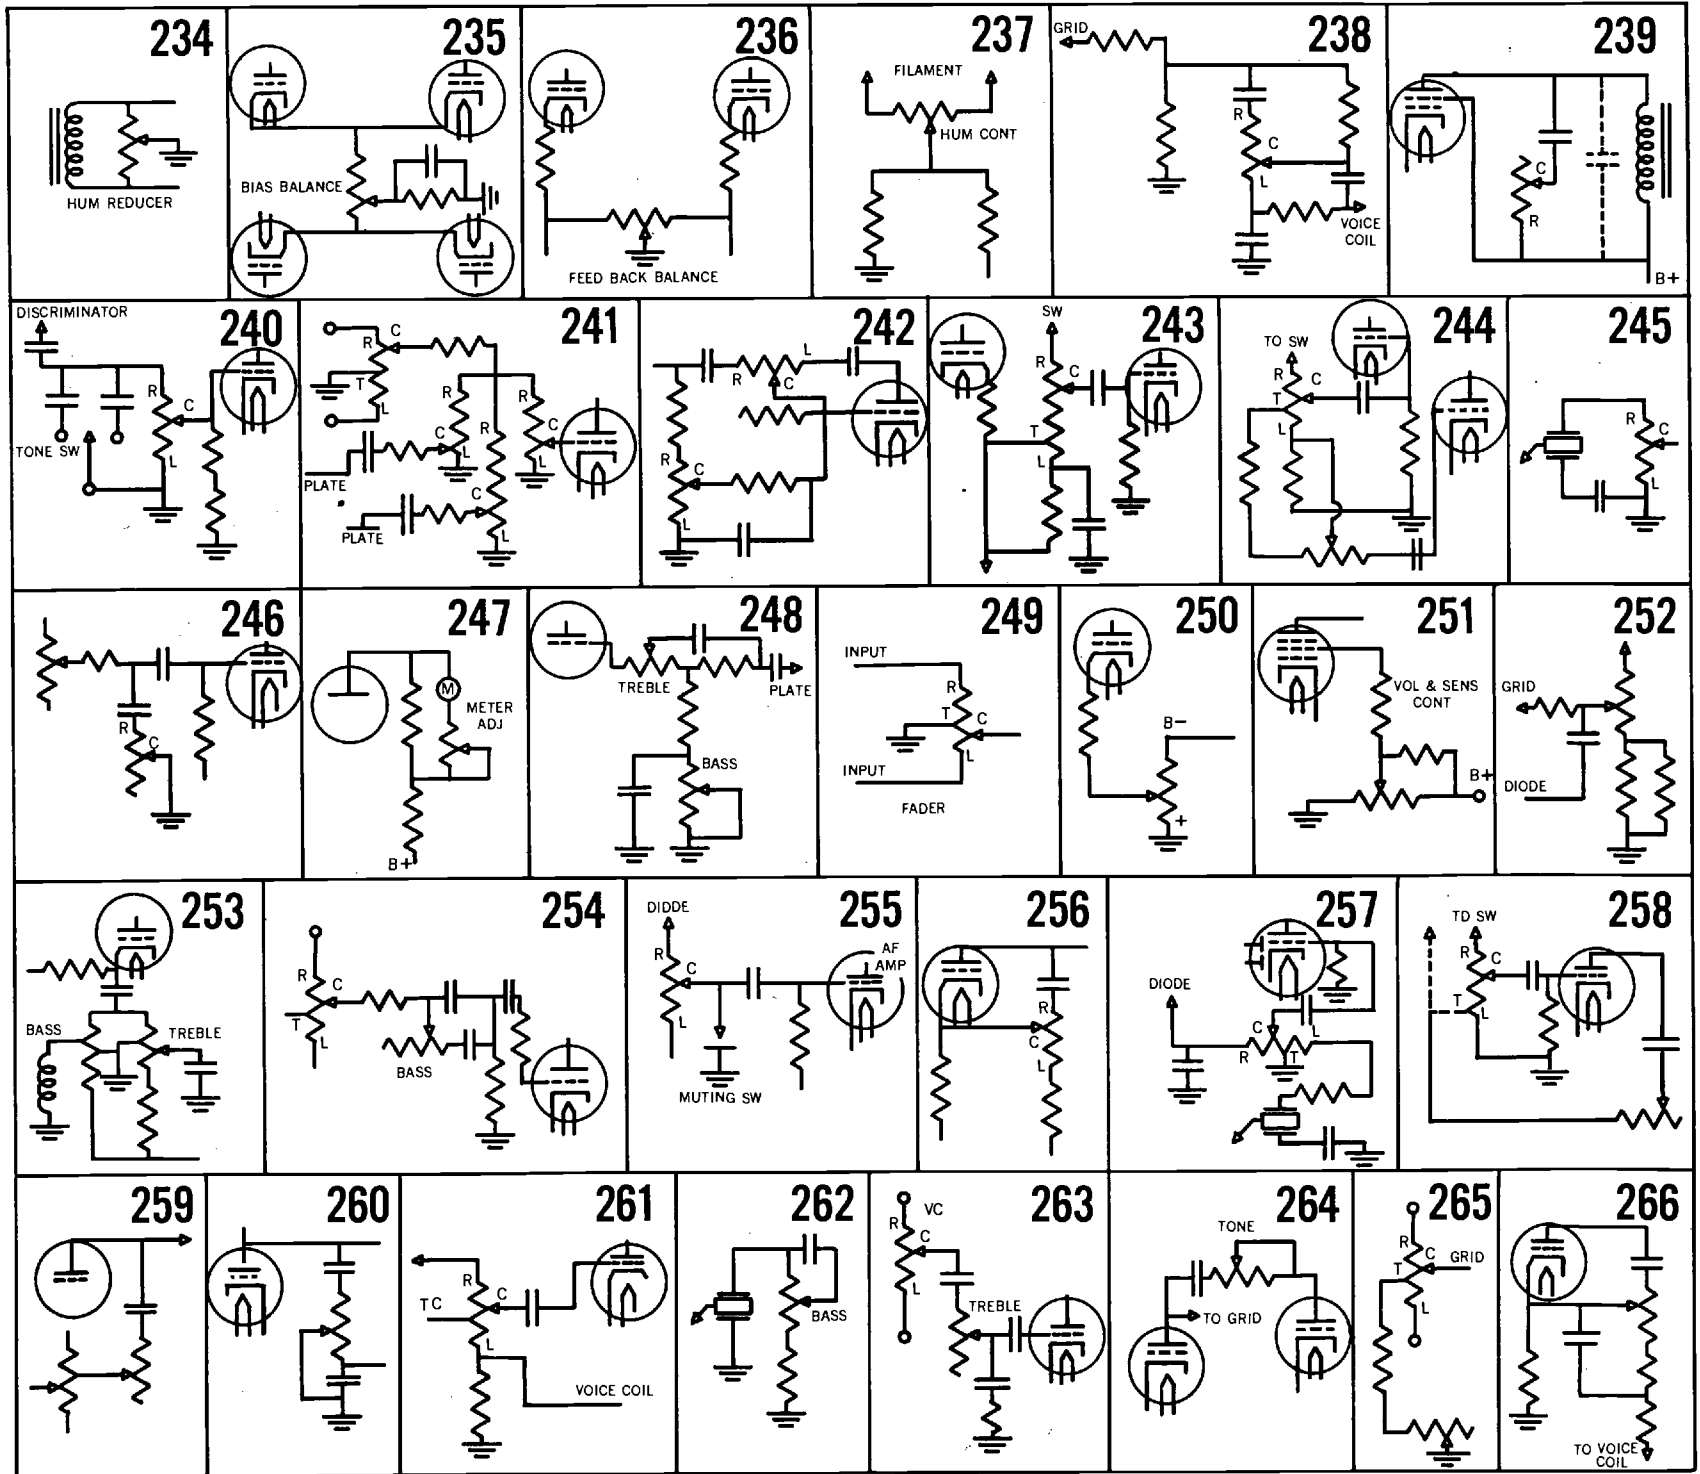 234
HUM REDUCER
235
BIAS BALANCE
236
FEED BACK BALANCE
237
FILAMENT
HUM CONT
238
GRID
R
C
L
VOICE
COIL
239
C
R
B+
240
DISCRIMINATOR
R
C
TONE SW
L
241
C
R
T
L
R
R
R
C
C
L
L
PLATE
C
PLATE
L
242
L
R
C
R
C
L
243
SW
R
C
T
L
244
TO SW
R
C
T
L
245
R
C
L
246
R
C
247
M
METER
ADJ
B+
248
TREBLE
PLATE
BASS
249
INPUT
R
T
C
L
INPUT
FADER
250
B-
+
251
VOL & SENS
CONT
B+
252
GRID
DIODE
253
BASS
TREBLE
254
R
C
T
L
BASS
255
DIDDE
R
C
L
AF
AMP
MUTING SW
256
R
C
L
257
DIODE
C
L
R
T
258
TD SW
R
C
T
L
259
260
261
R
C
TC
L
VOICE COIL
262
BASS
263
VC
R
C
L
TREBLE
264
TONE
TO GRID
265
R
C
GRID
T
L
266
TO VOICE
COIL